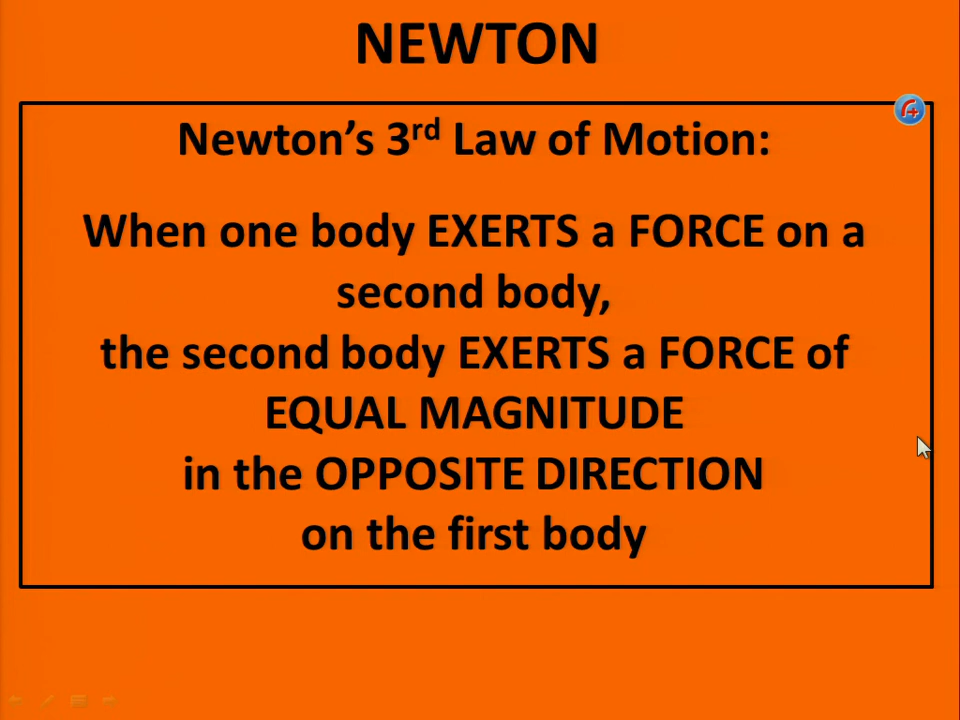 NEWTON
Newton’s 3rd Law of Motion:
When one body EXERTS a FORCE on a
second body,
the second body EXERTS a FORCE of
EQUAL MAGNITUDE
in the OPPOSITE DIRECTION
on the first body